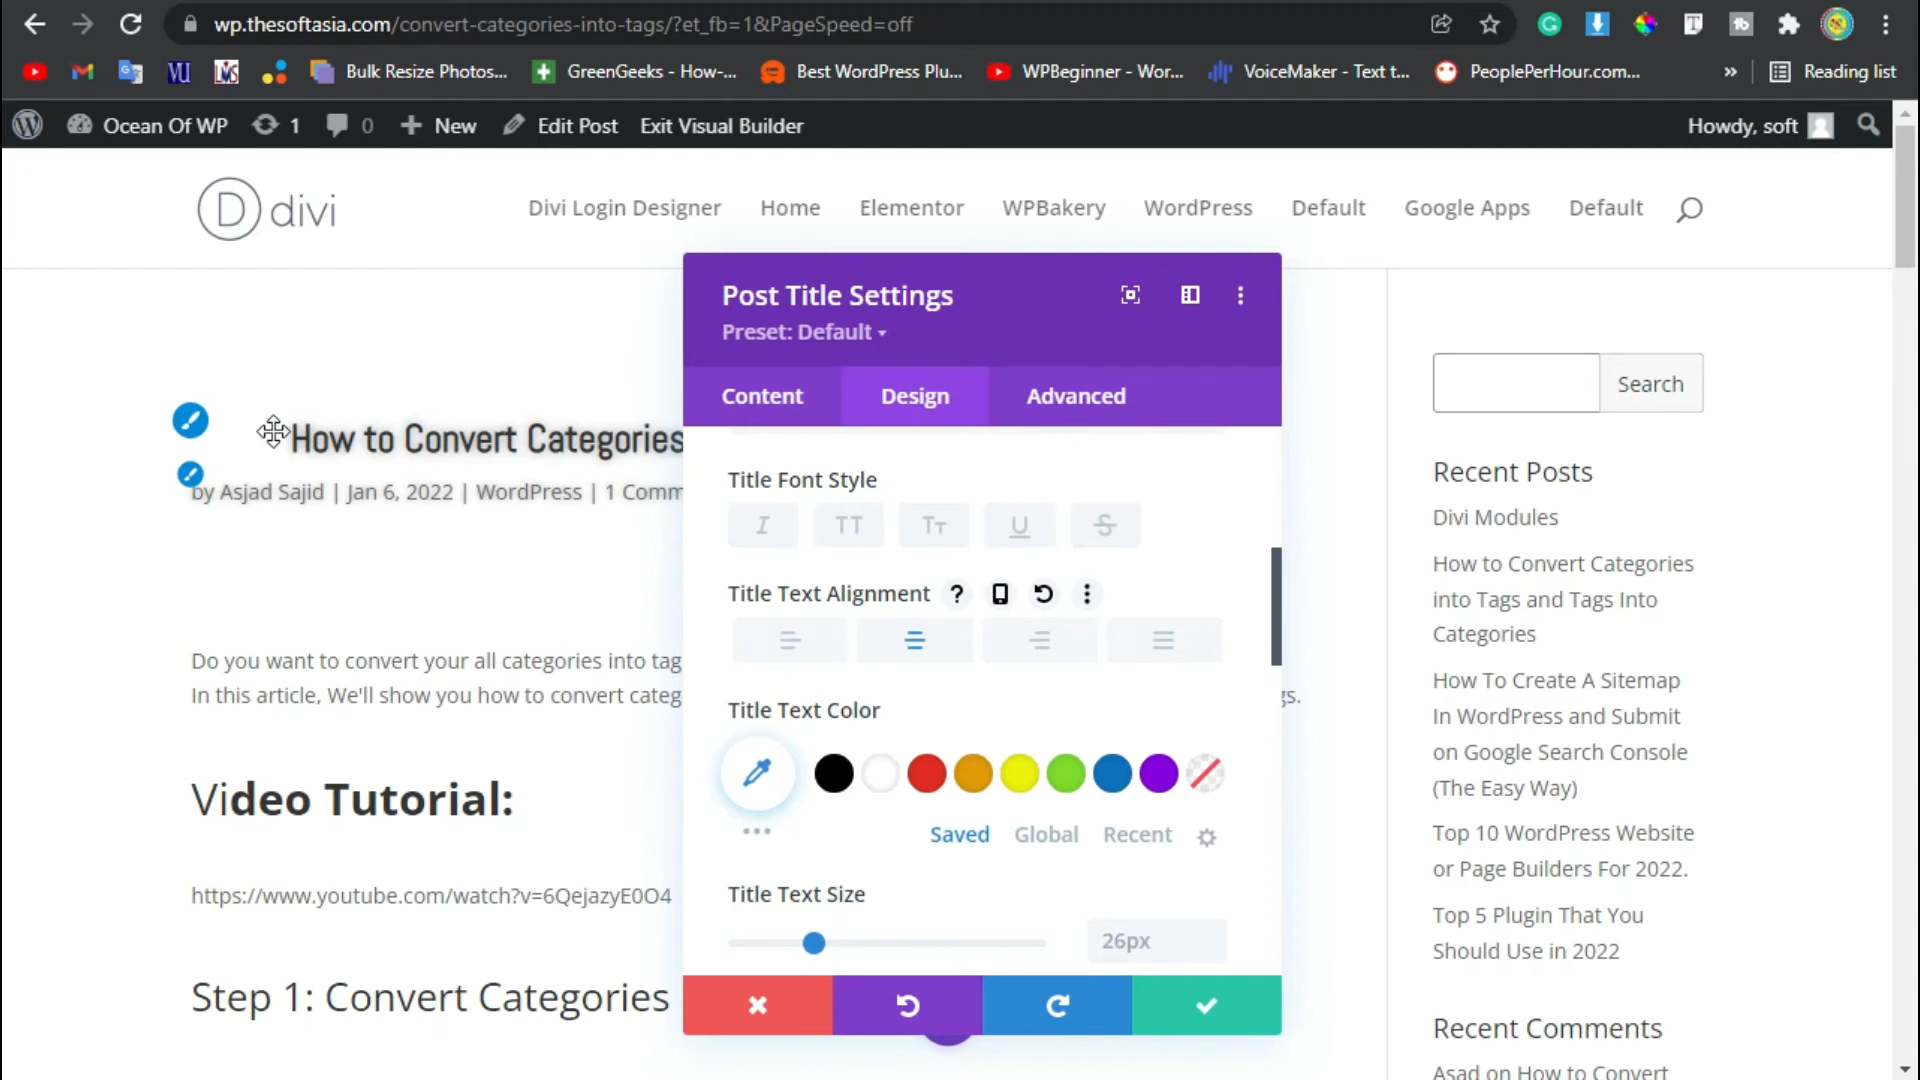 wp.thesoftasia.com/convert-categories-into-tags/?et_fb=1&PageSpeed=off
Bulk Resize Photos... GreenGeeks - How-... Best WordPress Plu... WPBeginner - Wor... VoiceMaker - Text t... PeoplePerHour.com... » Reading list
Ocean Of WP 1 0 New Edit Post Exit Visual Builder Howdy, soft
D divi Divi Login Designer Home Elementor WPBakery WordPress Default Google Apps Default
Post Title Settings
Preset: Default
Content Design Advanced
Title Font Style
I TT Tт U S
Title Text Alignment ?
Title Text Color
Saved Global Recent
Title Text Size
26px
How to Convert Categories
by Asjad Sajid | Jan 6, 2022 | WordPress | 1 Comm
Do you want to convert your all categories into tag
In this article, We'll show you how to convert categ gs.
Video Tutorial:
https://www.youtube.com/watch?v=6QejazyE0O4
Step 1: Convert Categories
Search
Recent Posts
Divi Modules
How to Convert Categories
into Tags and Tags Into
Categories
How To Create A Sitemap
In WordPress and Submit
on Google Search Console
(The Easy Way)
Top 10 WordPress Website
or Page Builders For 2022.
Top 5 Plugin That You
Should Use in 2022
Recent Comments
Asad on How to Convert